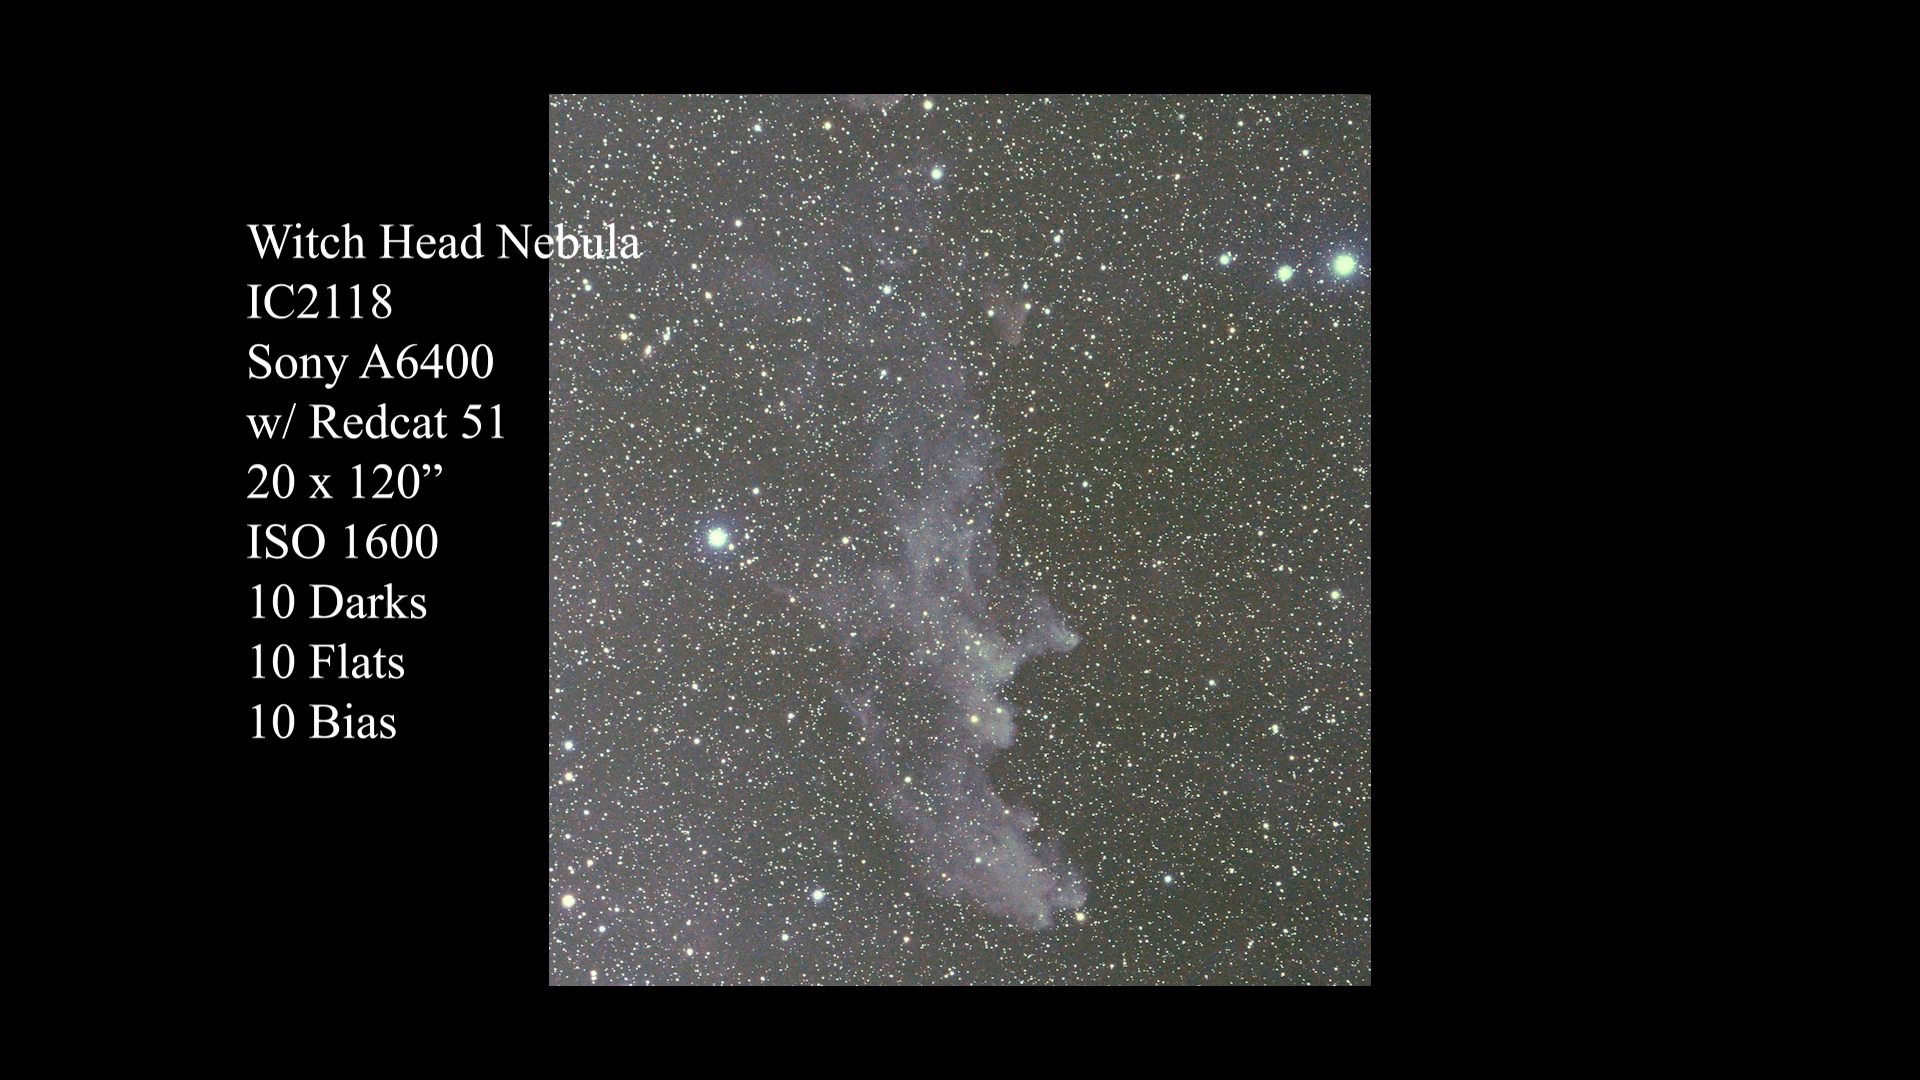 Witch Head Nebula
IC2118
Sony A6400
w/ Redcat 51
20 x 120”
ISO 1600
10 Darks
10 Flats
10 Bias